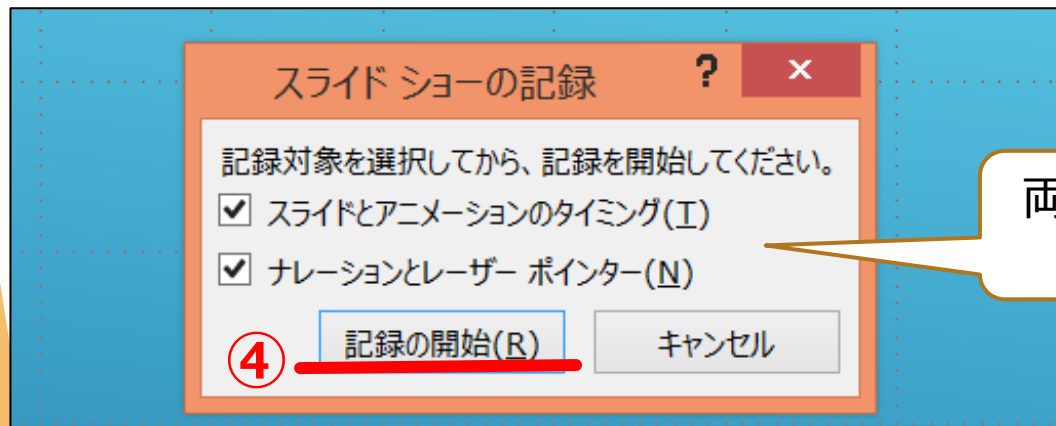 スライド ショーの記録 ? ×
記録対象を選択してから、記録を開始してください。
スライドとアニメーションのタイミング(T)
両
ナレーションとレーザー ポインター(N)
④ 記録の開始(R) キャンセル